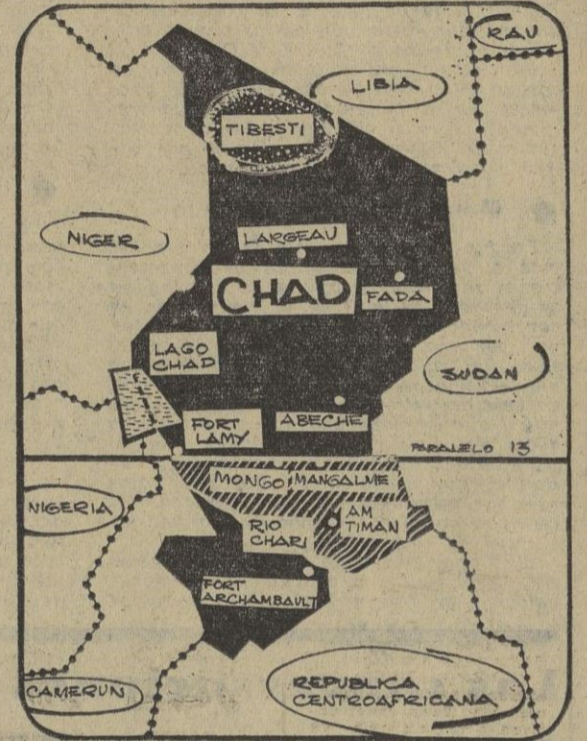 RAU
LIBIA
TIBESTI
NIGER
LARGEAU
CHAD
FADA
LAGO
CHAD
SUDAN
FORT
LAMY
ABECHE
PARALELO 13
MONGO
MANGALME
NIGERIA
AM
TIMAN
RIO
CHARI
FORT
ARCHAMBAULT
CAMERUN
REPUBLICA
CENTROAFRICANA